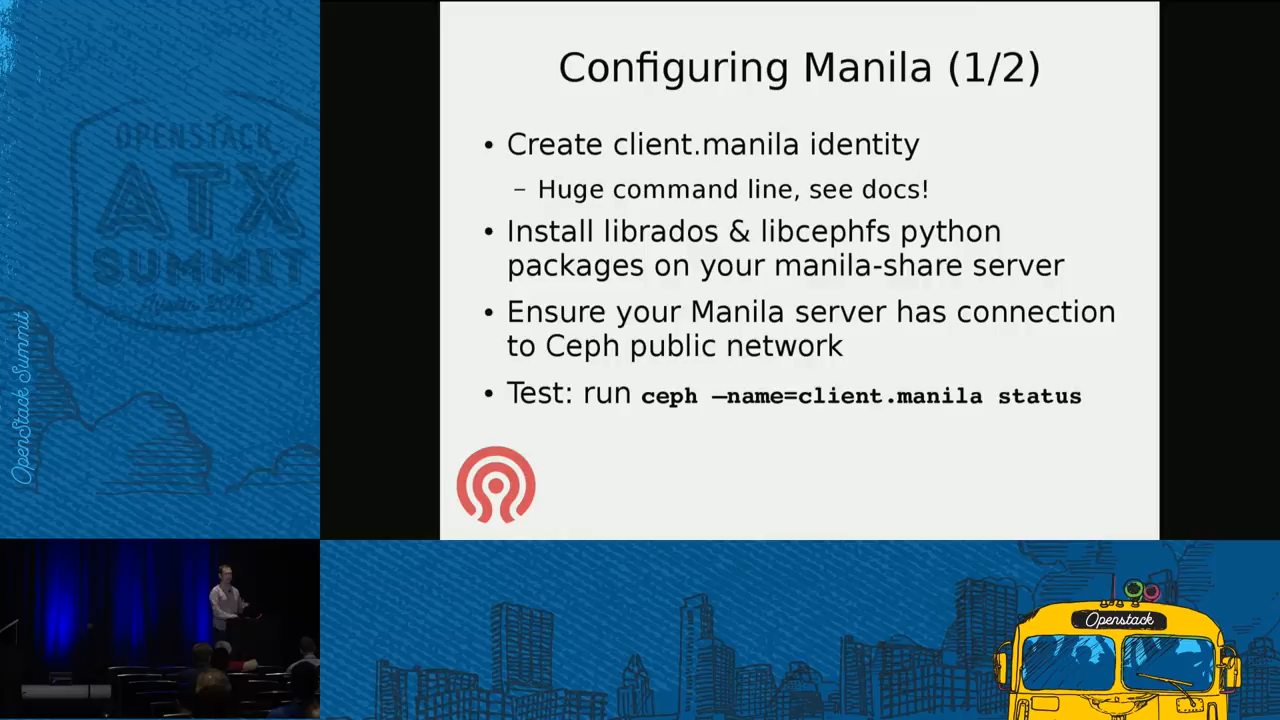 Configuring Manila (1/2)
• Create client.manila identity
– Huge command line, see docs!
• Install librados & libcephfs python
packages on your manila-share server
• Ensure your Manila server has connection
to Ceph public network
• Test: run ceph —name=client.manila status
OPENSTACK
ATX
SUMMIT
Austin 2016
OpenStack Summit
Openstack